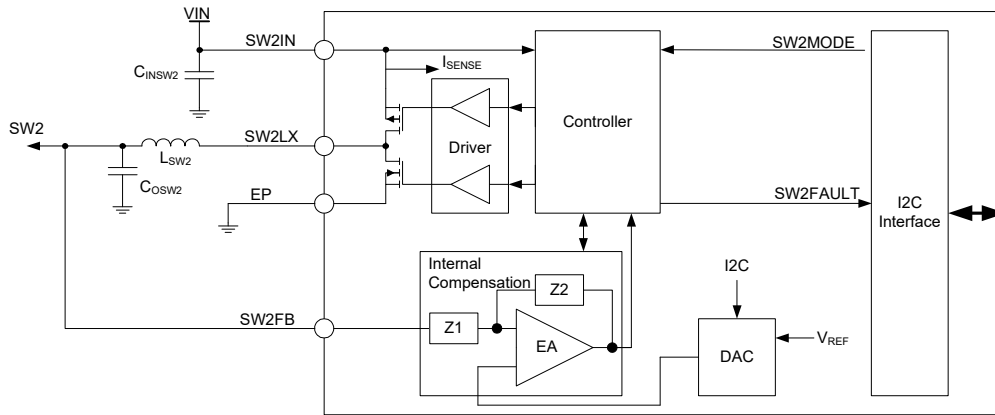 VIN
SW2IN
SW2MODE
CINSW2
ISENSE
Controller
SW2
SW2LX
Driver
LSW2
COSW2
EP
SW2FAULT
I2C
Interface
Internal
Compensation
I2C
Z2
SW2FB
Z1
EA
DAC
VREF